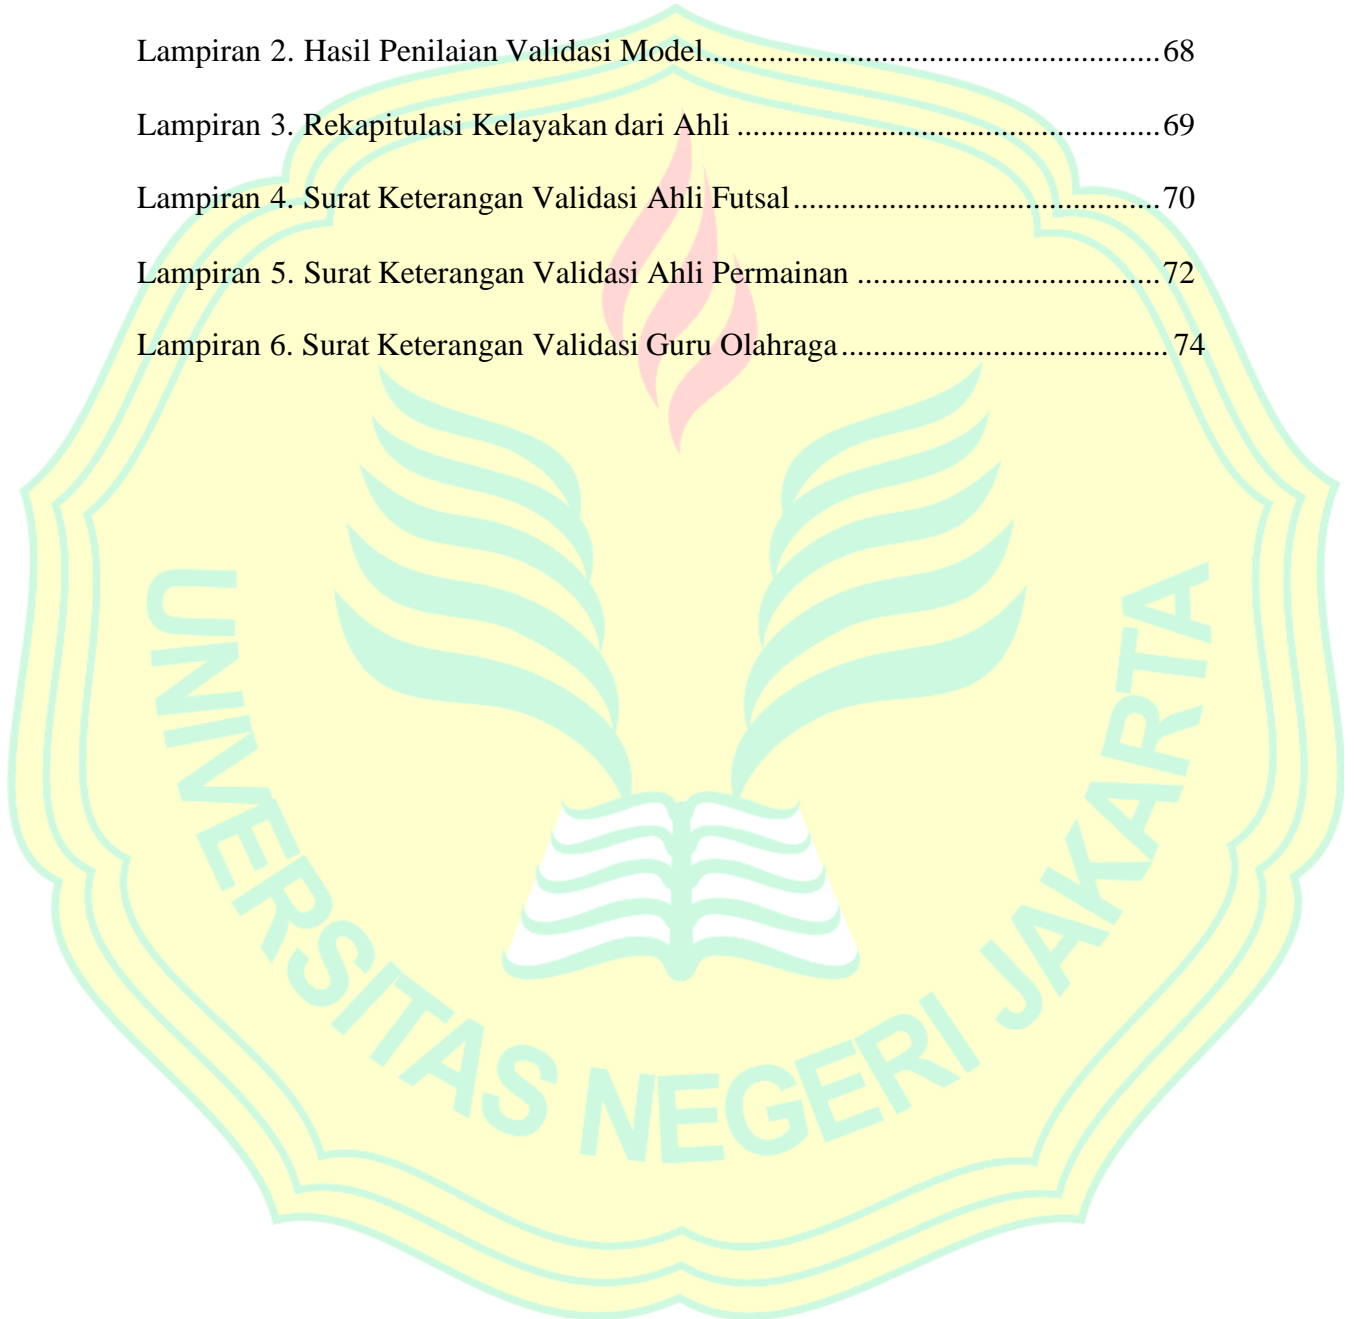 Lampiran 2. Hasil Penilaian Validasi Model.........................................................68
Lampiran 3. Rekapitulasi Kelayakan dari Ahli .....................................................69
Lampiran 4. Surat Keterangan Validasi Ahli Futsal..............................................70
Lampiran 5. Surat Keterangan Validasi Ahli Permainan ......................................72
Lampiran 6. Surat Keterangan Validasi Guru Olahraga......................................... 74
UNIVERSITAS NEGERI JAKARTA